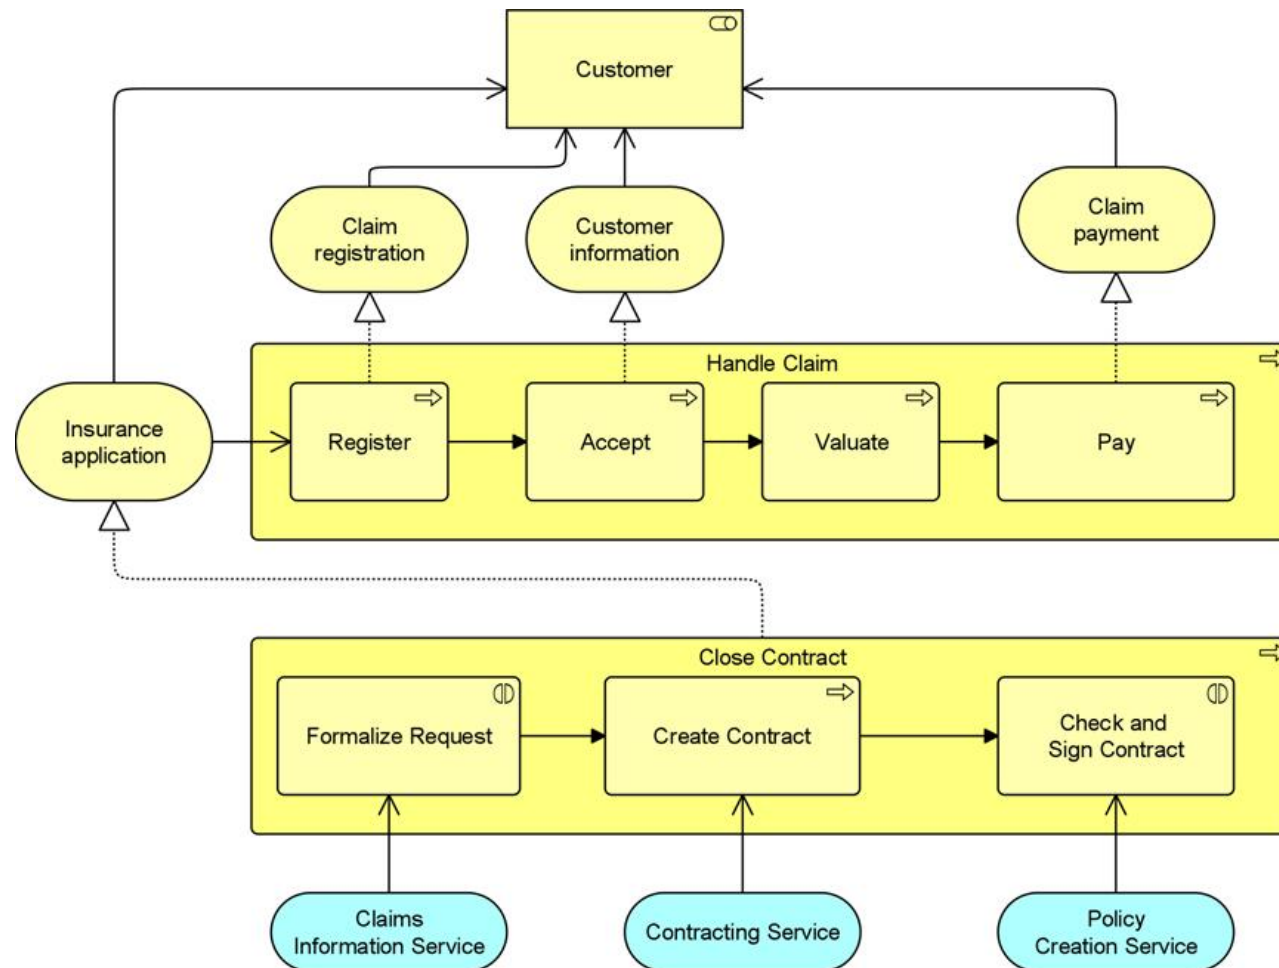 Customer
Claim
registration
Customer
information
Claim
payment
Handle Claim
Insurance
application
Register
Accept
Valuate
Pay
Close Contract
Formalize Request
Create Contract
Check and
Sign Contract
Claims
Information Service
Contracting Service
Policy
Creation Service